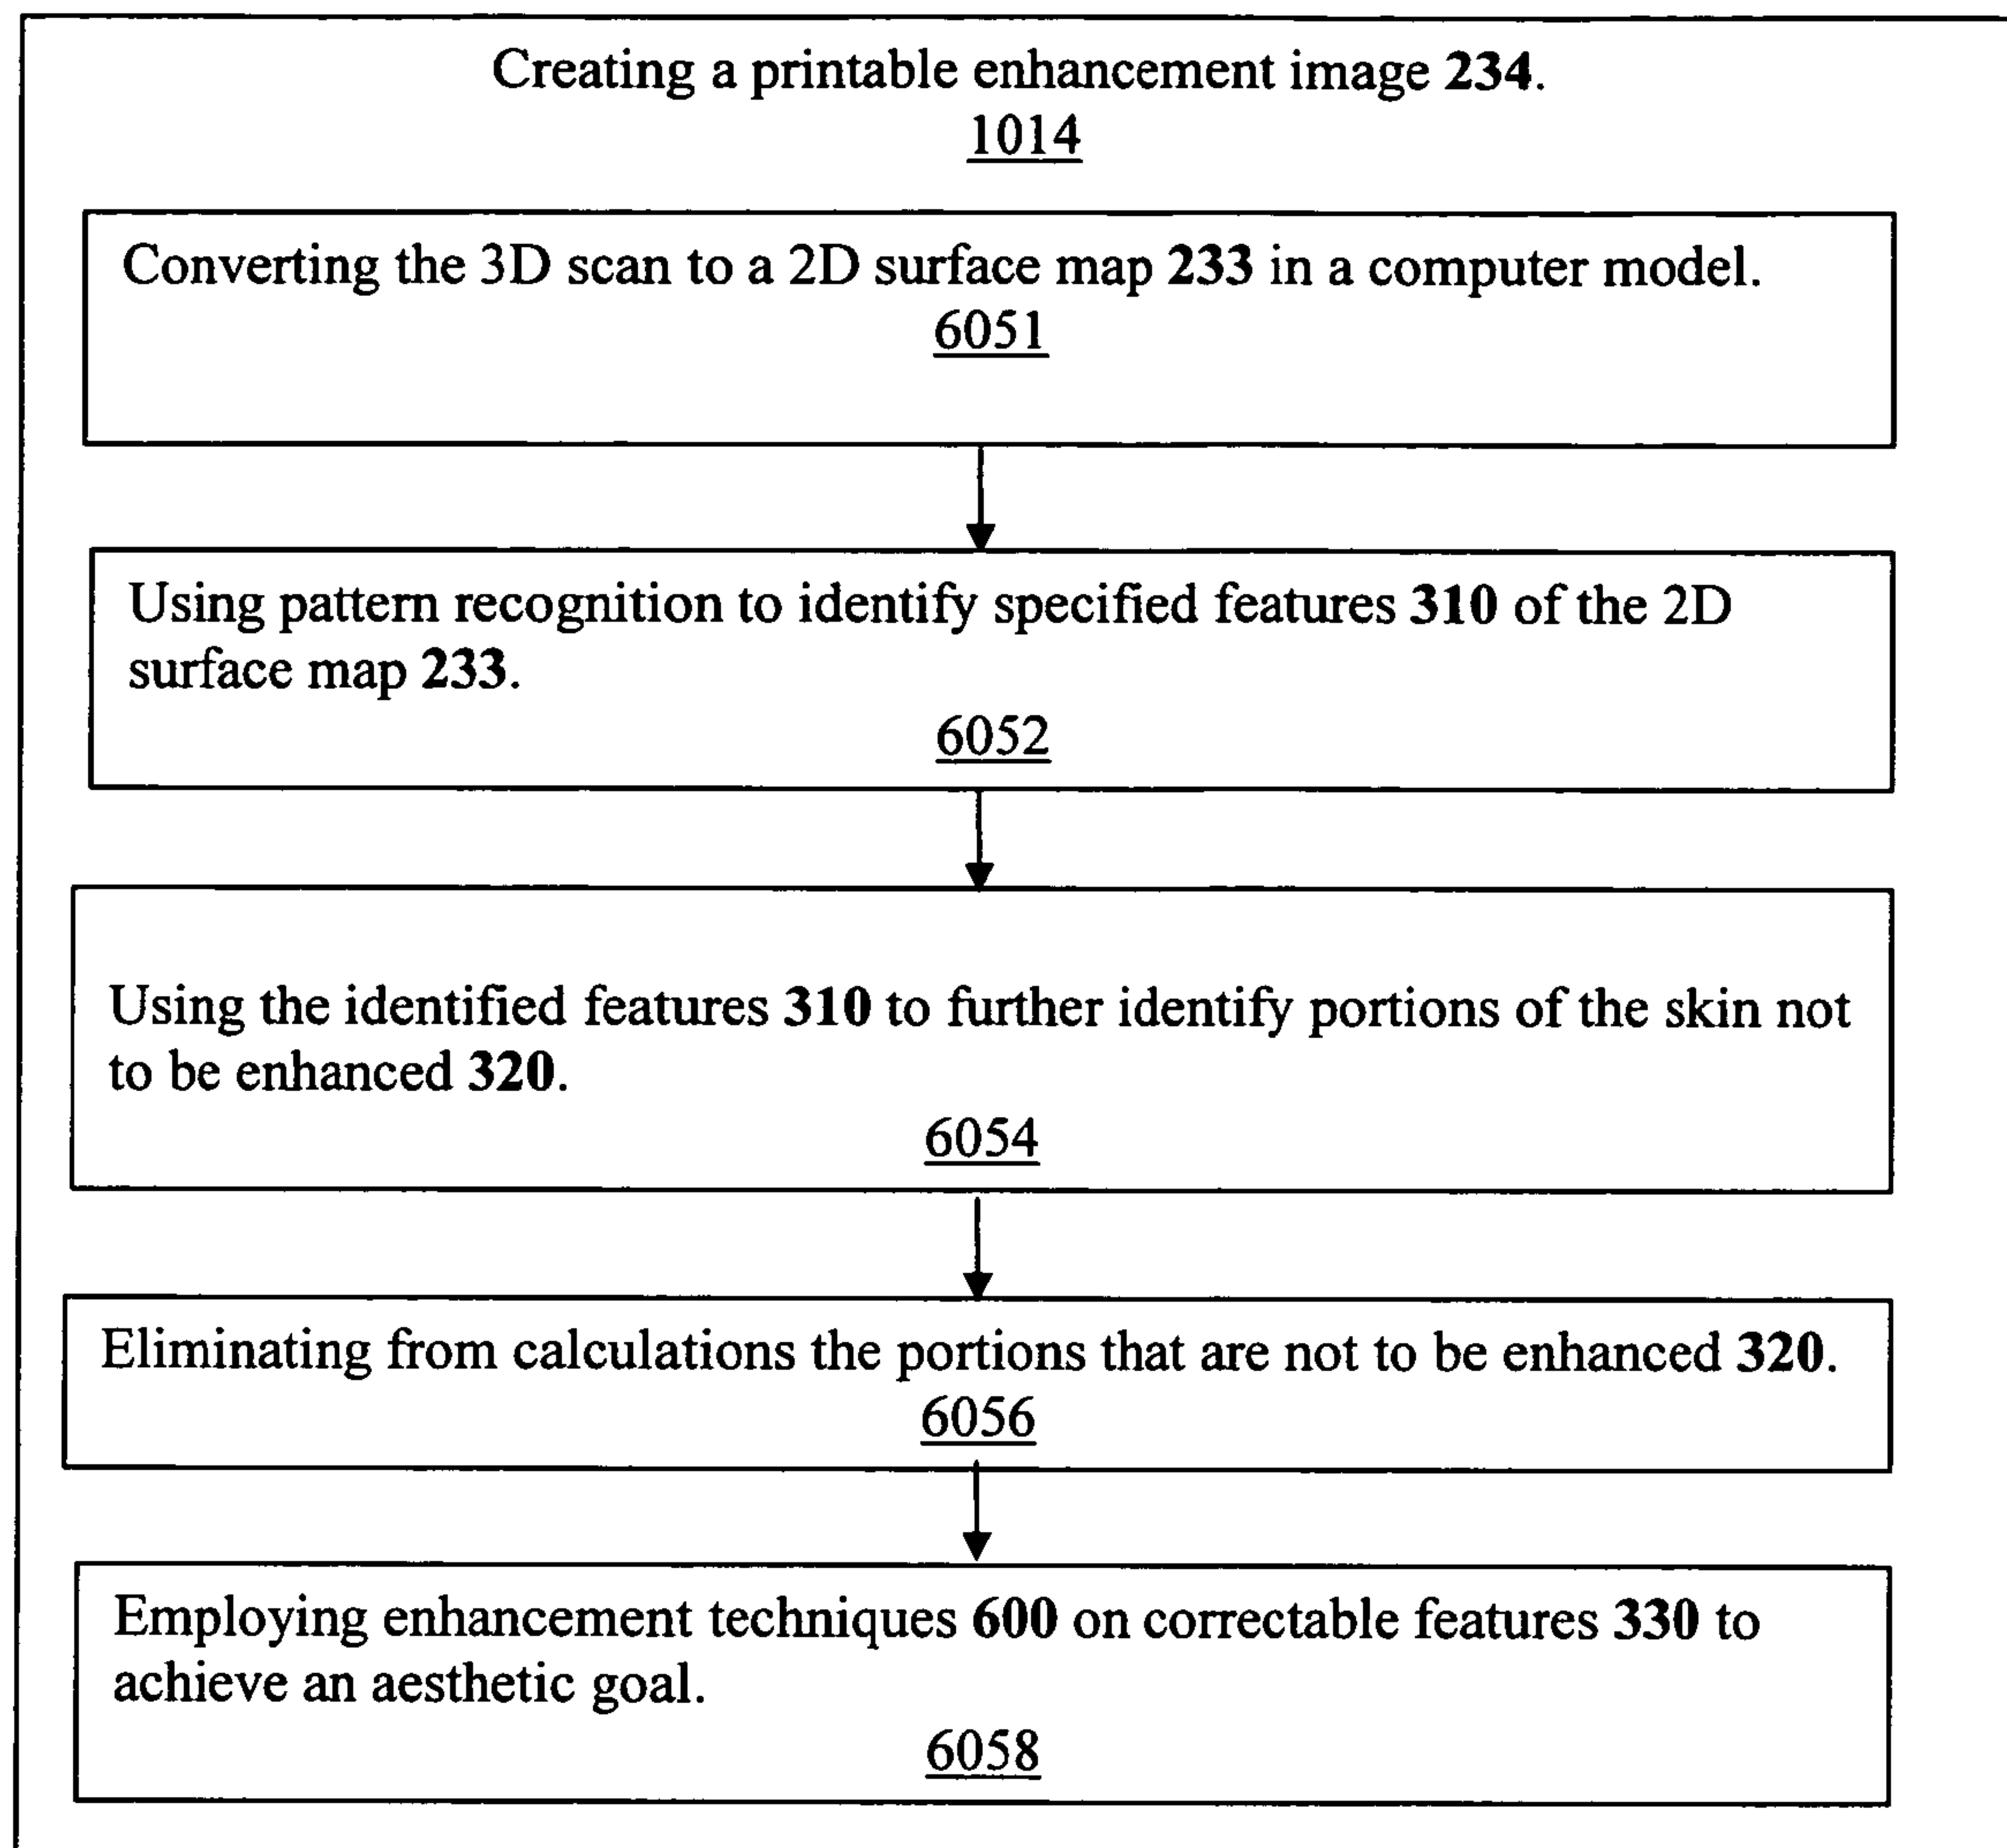 Creating a printable enhancement image 234.
1014
Converting the 3D scan to a 2D surface map 233 in a computer model.
6051
Using pattern recognition to identify specified features 310 of the 2D
surface map 233.
6052
Using the identified features 310 to further identify portions of the skin not
to be enhanced 320.
6054
Eliminating from calculations the portions that are not to be enhanced 320.
6056
Employing enhancement techniques 600 on correctable features 330 to
achieve an aesthetic goal.
6058